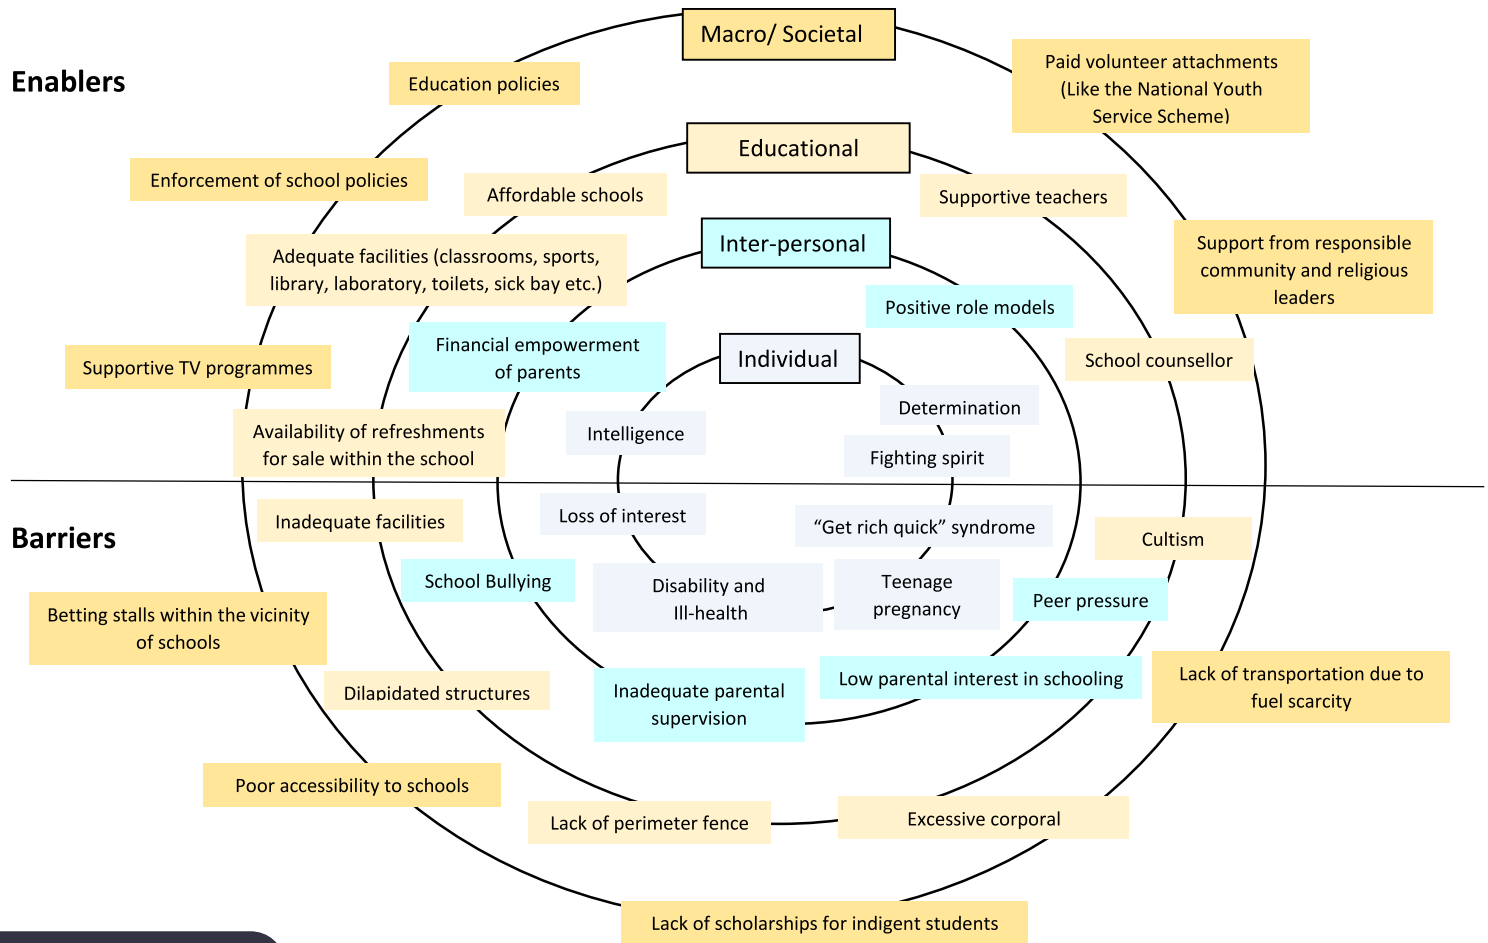 Macro/ Societal
Enablers
Education policies
Paid volunteer attachments
(Like the National Youth
Service Scheme)
Educational
Enforcement of school policies
Affordable schools
Supportive teachers
Inter-personal
Adequate facilities (classrooms, sports,
library, laboratory, toilets, sick bay etc.)
Support from responsible
community and religious
leaders
Positive role models
Financial empowerment
of parents
Individual
School counsellor
Supportive TV programmes
Determination
Availability of refreshments
for sale within the school
Intelligence
Fighting spirit
Barriers
Inadequate facilities
Loss of interest
“Get rich quick” syndrome
Cultism
School Bullying
Disability and
Ill-health
Teenage
pregnancy
Peer pressure
Betting stalls within the vicinity
of schools
Dilapidated structures
Inadequate parental
supervision
Low parental interest in schooling
Lack of transportation due to
fuel scarcity
Poor accessibility to schools
Lack of perimeter fence
Excessive corporal
Lack of scholarships for indigent students